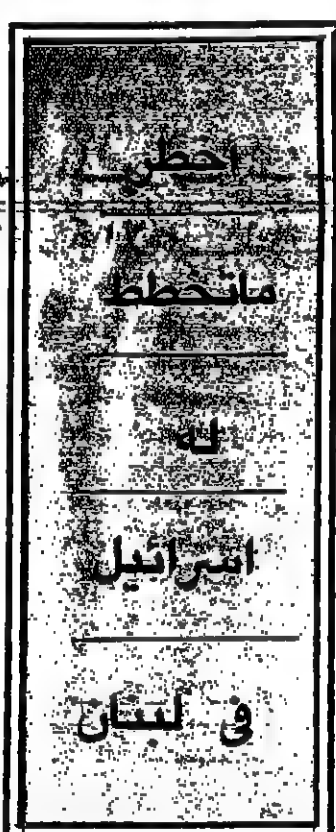 اخطر
ماتخطط
له
اسرائيل
في لبنان